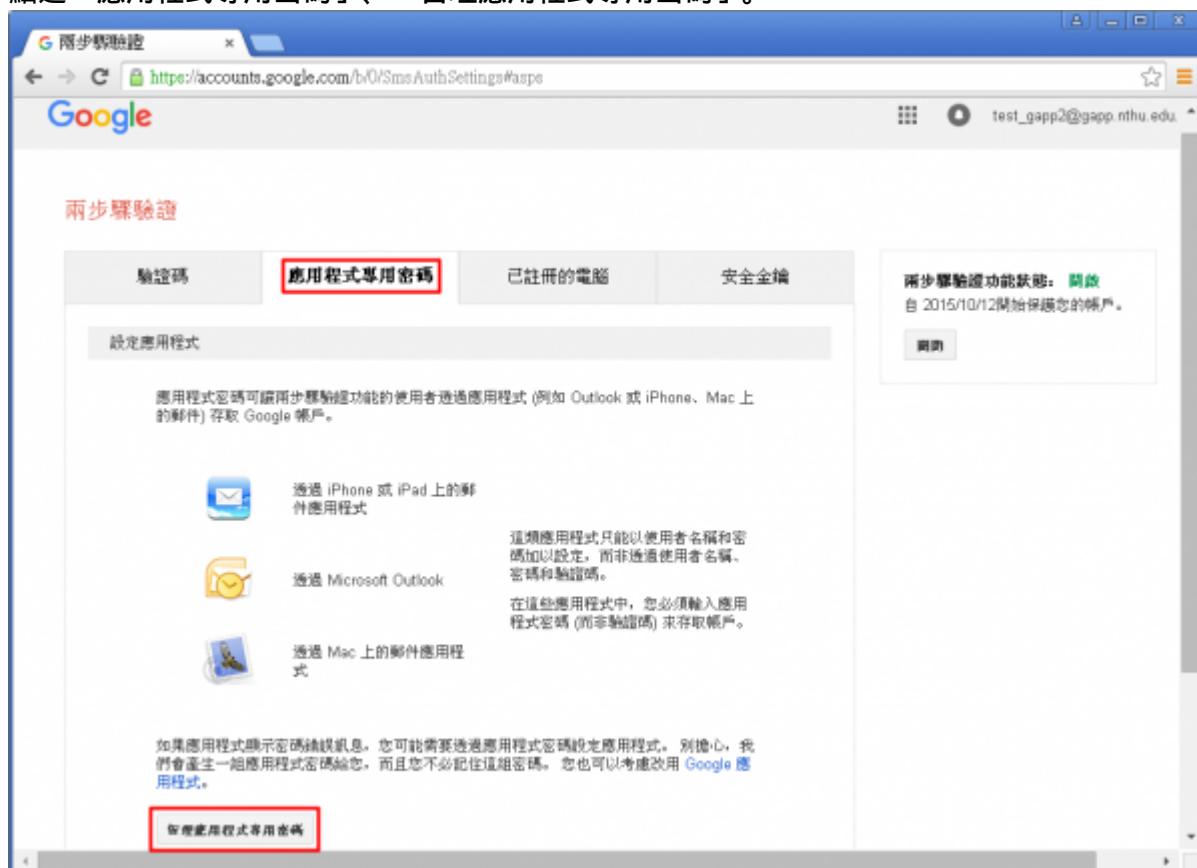 點選「應用程式專用密碼」、「管理應用程式專用密碼」。
兩步驟驗證
https://accounts.google.com/b/0/SmsAuthSettings#asps
Google
test_gapp2@gapp.nthu.edu.
兩步驟驗證
驗證碼
應用程式專用密碼
已註冊的電腦
安全金鑰
兩步驟驗證功能狀態： 開啟
自 2015/10/12開始保護您的帳戶。
關閉
設定應用程式
應用程式密碼可讓兩步驟驗證功能的使用者透過應用程式 (例如 Outlook 或 iPhone、Mac 上
的郵件) 存取 Google 帳戶。
透過 iPhone 或 iPad 上的郵
件應用程式
透過 Microsoft Outlook
透過 Mac 上的郵件應用程
式
這類應用程式只能以使用者名稱和密
碼加以設定，而非透過使用者名稱、
密碼和驗證碼。
在這些應用程式中，您必須輸入應用
程式密碼 (而非驗證碼) 來存取帳戶。
如果應用程式顯示密碼錯誤訊息，您可能需要透過應用程式密碼設定應用程式。 別擔心，我
們會產生一組應用程式密碼給您，而且您不必記住這組密碼。 您也可以考慮改用 Google 應
用程式。
管理應用程式專用密碼